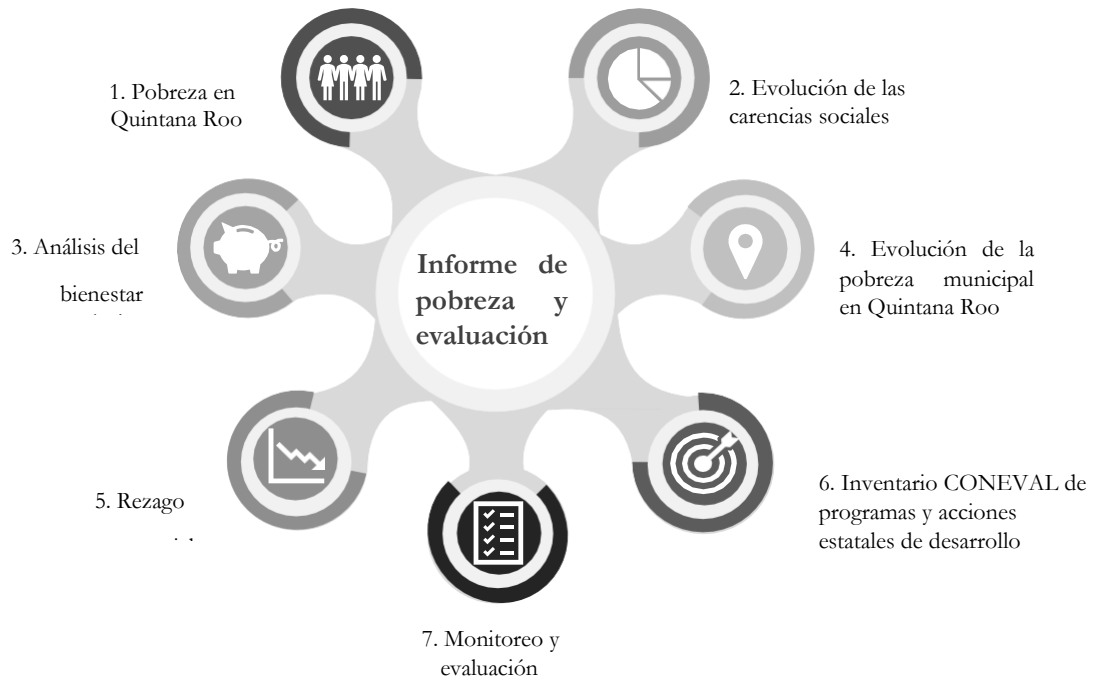 1. Pobreza en
Quintana Roo
2. Evolución de las
carencias sociales
3. Análisis del
bienestar
Informe de
pobreza y
evaluación
4. Evolución de la
pobreza municipal
en Quintana Roo
5. Rezago
6. Inventario CONEVAL de
programas y acciones
estatales de desarrollo
7. Monitoreo y
evaluación